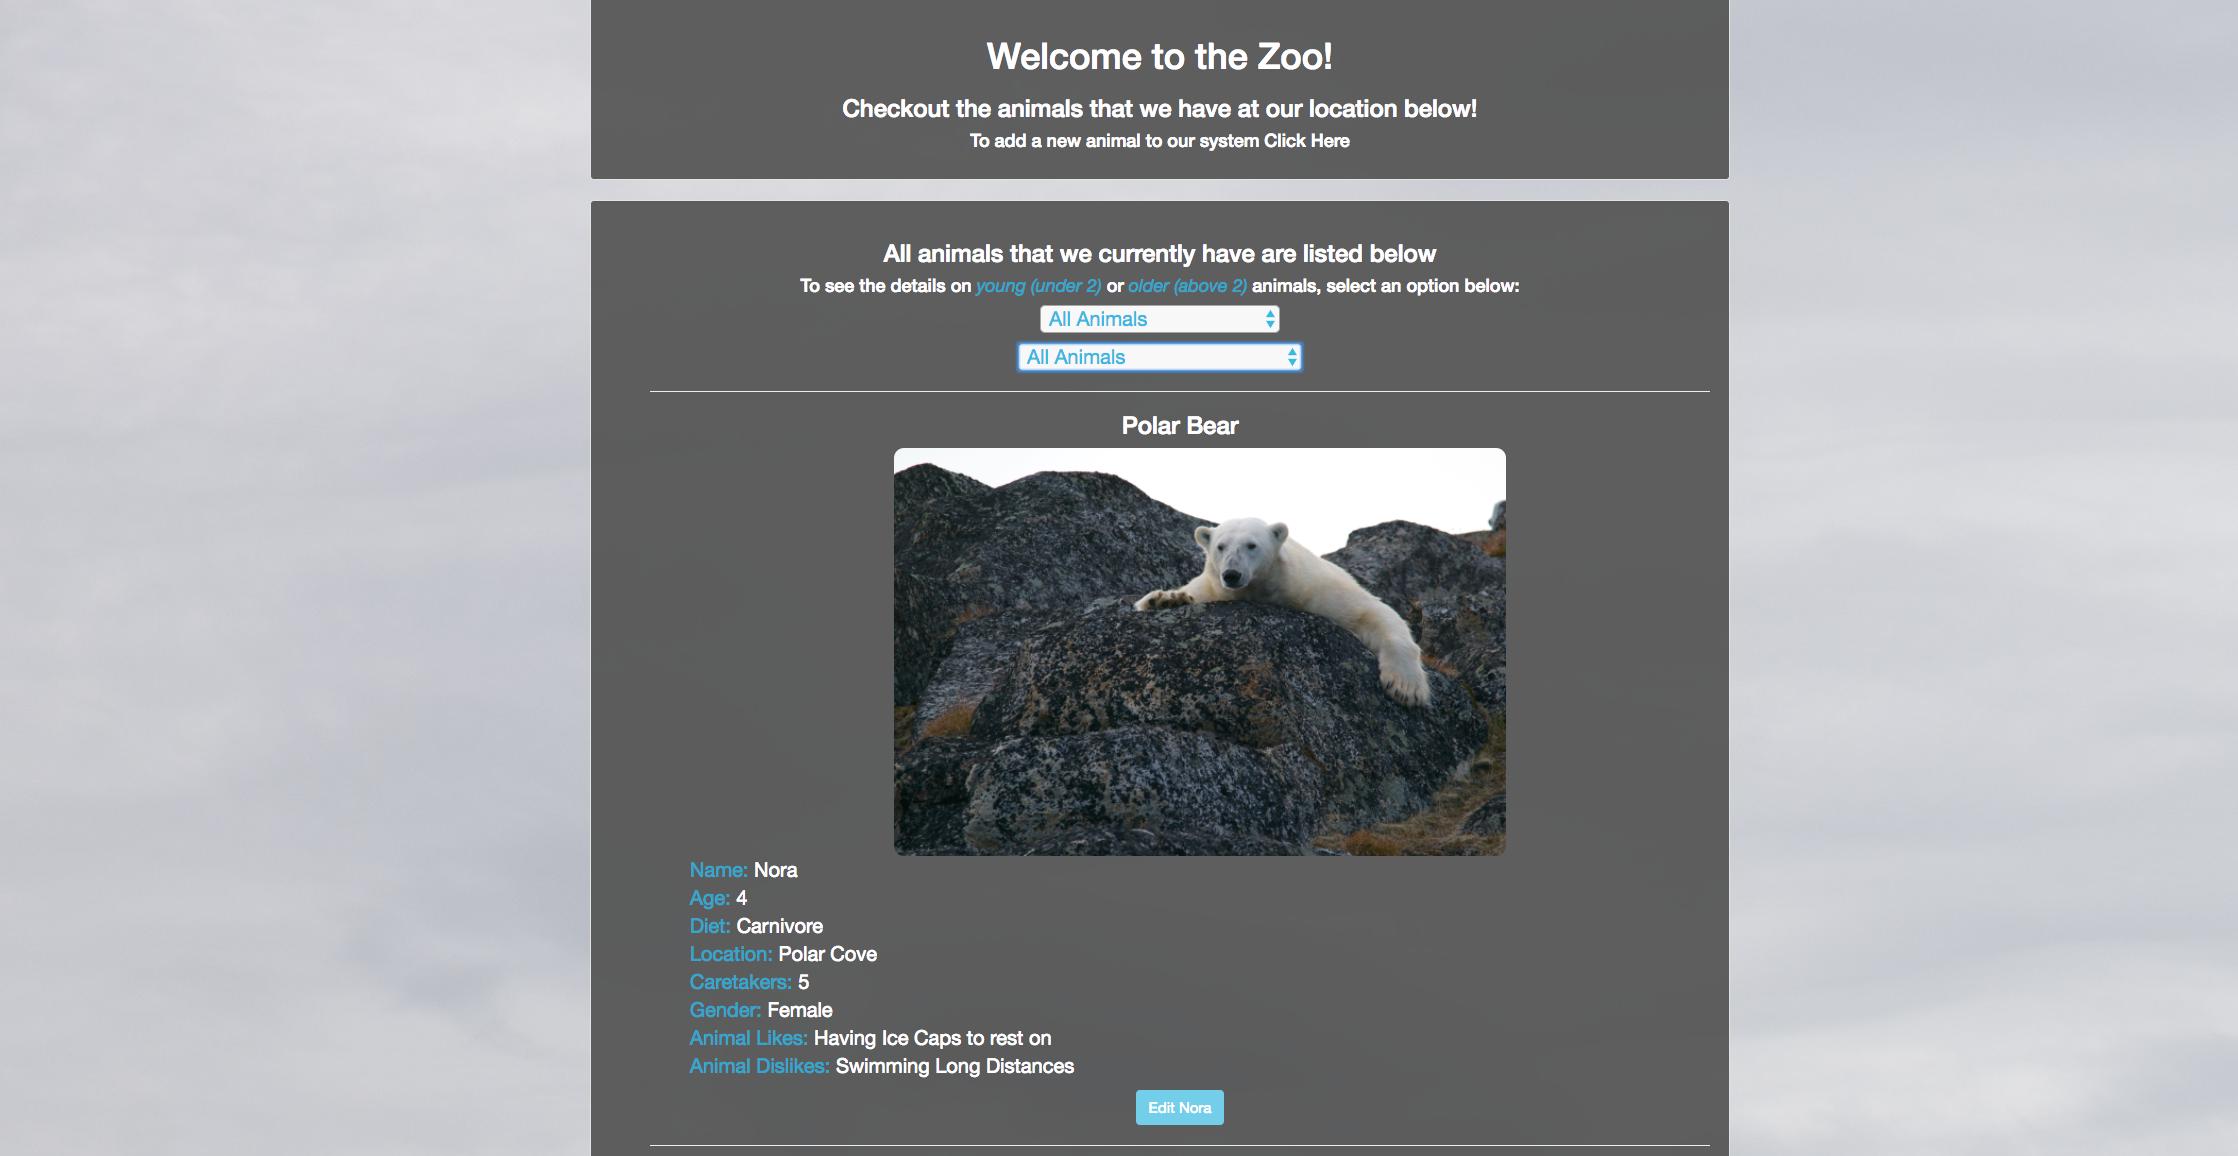 Welcome to the Zoo!
Checkout the animals that we have at our location below!
To add a new animal to our system Click Here
All animals that we currently have are listed below
To see the details on young (under 2) or older (above 2) animals, select an option below:
All Animals
All Animals
Polar Bear
Name: Nora
Age: 4
Diet: Carnivore
Location: Polar Cove
Caretakers: 5
Gender: Female
Animal Likes: Having Ice Caps to rest on
Animal Dislikes: Swimming Long Distances
Edit Nora